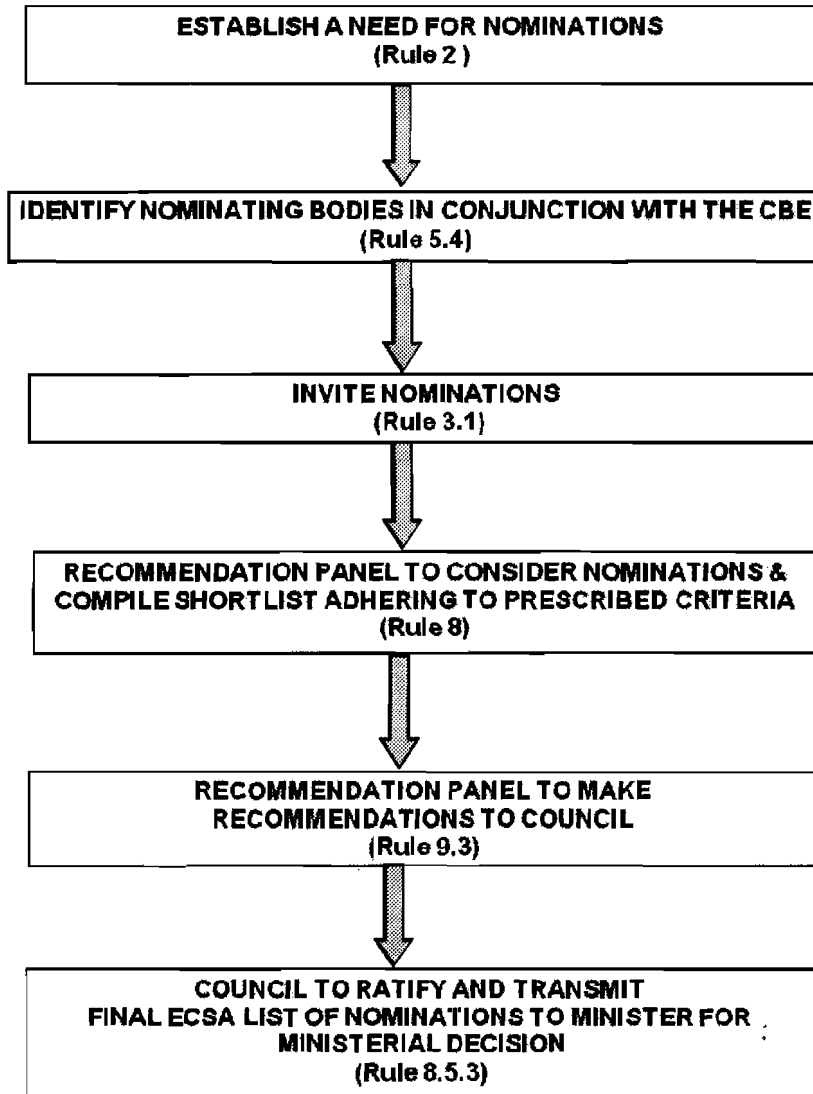 ESTABLISH A NEED FOR NOMINATIONS
(Rule 2 )
IDENTIFY NOMINATING BODIES IN CONJUNCTION WITH THE CBE
(Rule 5.4)
INVITE NOMINATIONS
(Rule 3.1)
RECOMMENDATION PANEL TO CONSIDER NOMINATIONS &
COMPILE SHORTLIST ADHERING TO PRESCRIBED CRITERIA
(Rule 8)
RECOMMENDATION PANEL TO MAKE
RECOMMENDATIONS TO COUNCIL
(Rule 9.3)
COUNCIL TO RATIFY AND TRANSMIT
FINAL ECSA LIST OF NOMINATIONS TO MINISTER FOR
MINISTERIAL DECISION
(Rule 8.5.3)